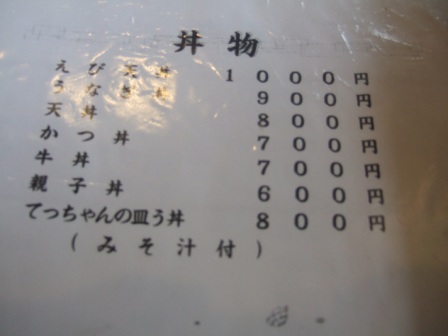 丼物
えび天丼 1000円
うなぎ丼 900円
天丼 800円
かつ丼 700円
牛丼 700円
親子丼 600円
てっちゃんの皿う丼 800円
(みそ汁付)